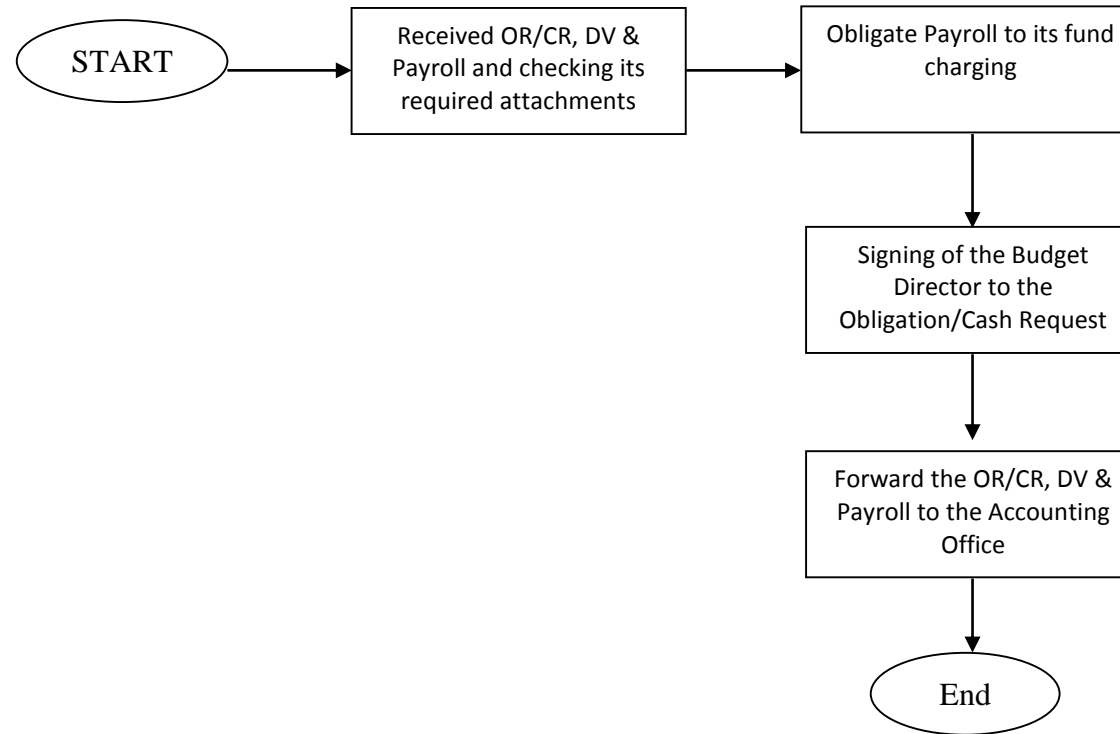 START
Received OR/CR, DV &
Payroll and checking its
required attachments
Obligate Payroll to its fund
charging
Signing of the Budget
Director to the
Obligation/Cash Request
Forward the OR/CR, DV &
Payroll to the Accounting
Office
End